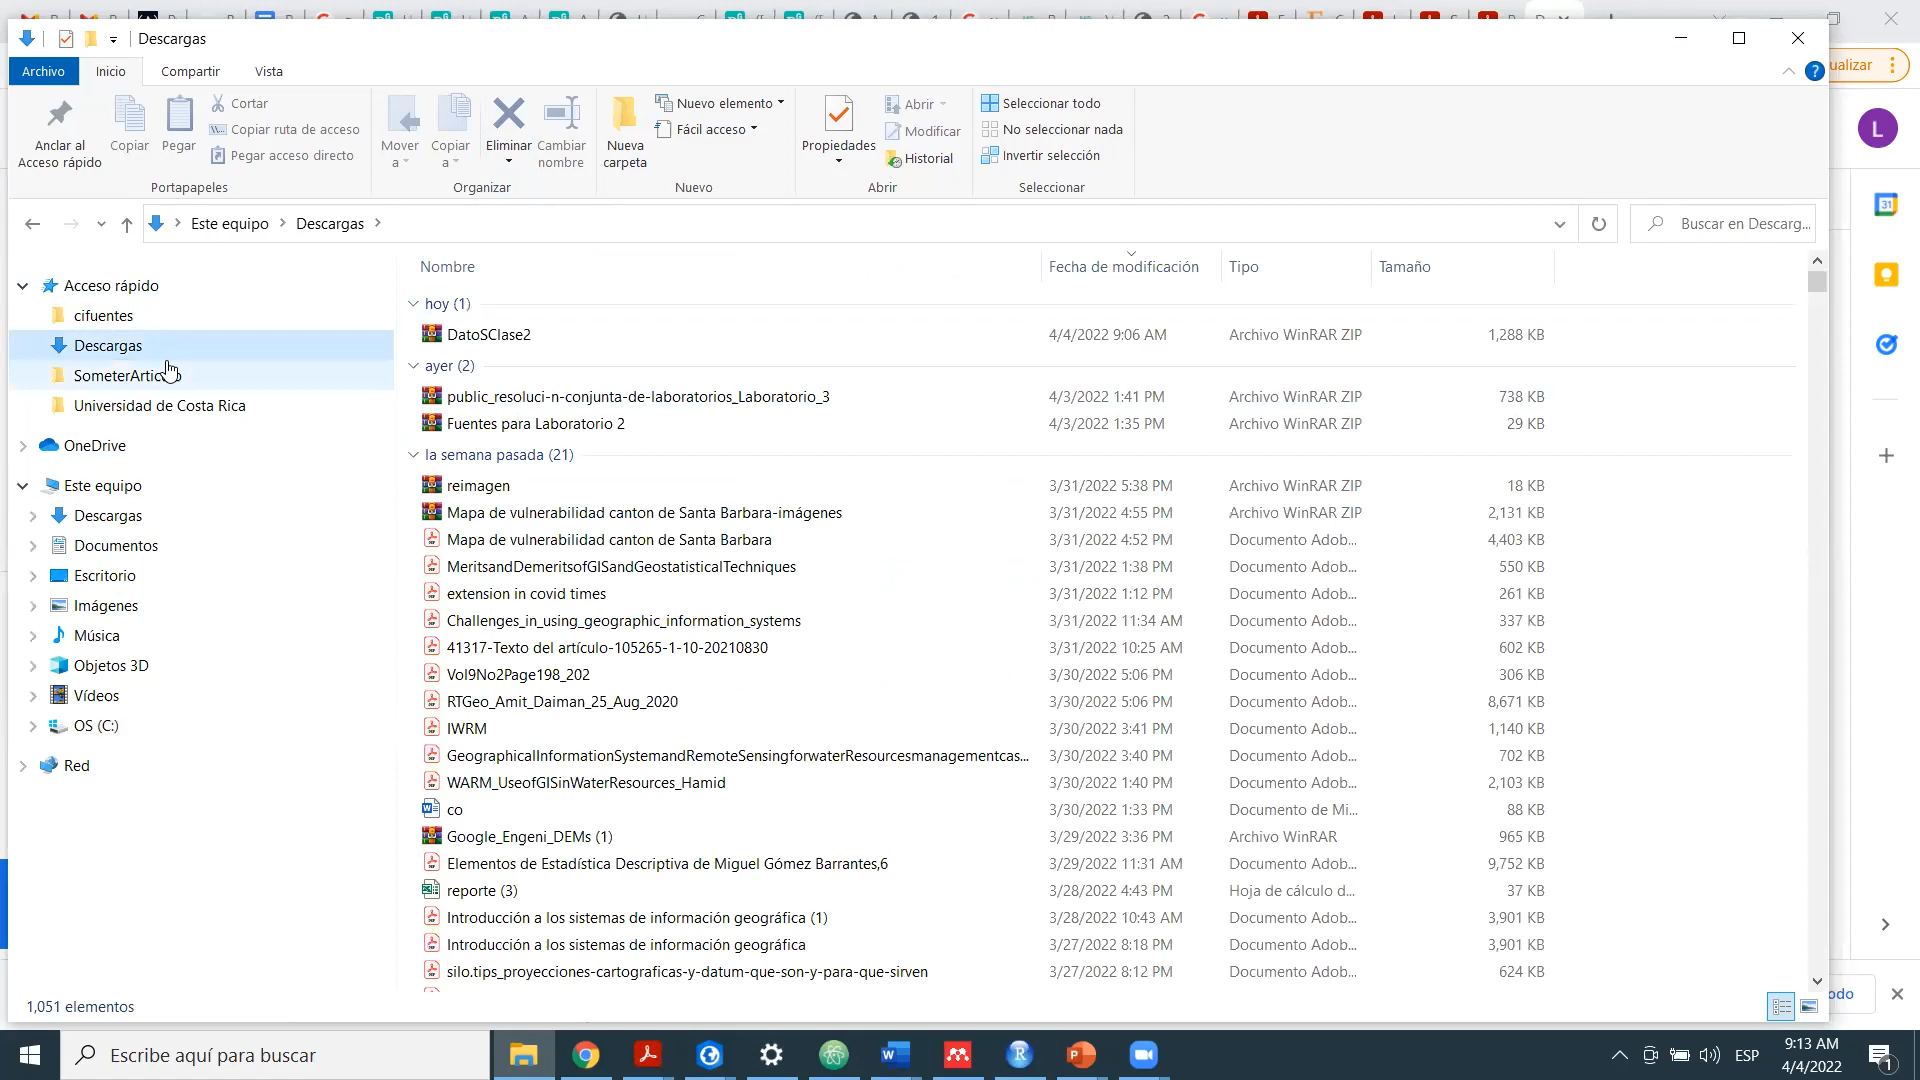 Descargas
Archivo
Inicio
Compartir
Vista
ualizar
Anclar al
Acceso rápido
Copiar
Pegar
Cortar
Copiar ruta de acceso
Pegar acceso directo
Portapapeles
Mover
a
Copiar
a
Eliminar
Cambiar
nombre
Organizar
Nueva
carpeta
Nuevo elemento
Fácil acceso
Nuevo
Propiedades
Abrir
Modificar
Historial
Abrir
Seleccionar todo
No seleccionar nada
Invertir selección
Seleccionar
L
Este equipo > Descargas >
Buscar en Descarg...
31
Nombre
Fecha de modificación
Tipo
Tamaño
Acceso rápido
cifuentes
Descargas
SometerArtic
Universidad de Costa Rica
OneDrive
Este equipo
Descargas
Documentos
Escritorio
Imágenes
Música
Objetos 3D
Vídeos
OS (C:)
Red
hoy (1)
DatoSClase2 4/4/2022 9:06 AM Archivo WinRAR ZIP 1,288 KB
ayer (2)
public_resoluci-n-conjunta-de-laboratorios_Laboratorio_3 4/3/2022 1:41 PM Archivo WinRAR ZIP 738 KB
Fuentes para Laboratorio 2 4/3/2022 1:35 PM Archivo WinRAR ZIP 29 KB
la semana pasada (21)
reimagen 3/31/2022 5:38 PM Archivo WinRAR ZIP 18 KB
Mapa de vulnerabilidad canton de Santa Barbara-imágenes 3/31/2022 4:55 PM Archivo WinRAR ZIP 2,131 KB
Mapa de vulnerabilidad canton de Santa Barbara 3/31/2022 4:52 PM Documento Adob... 4,403 KB
MeritsandDemeritsofGISandGeostatisticalTechniques 3/31/2022 1:38 PM Documento Adob... 550 KB
extension in covid times 3/31/2022 1:12 PM Documento Adob... 261 KB
Challenges_in_using_geographic_information_systems 3/31/2022 11:34 AM Documento Adob... 337 KB
41317-Texto del artículo-105265-1-10-20210830 3/31/2022 10:25 AM Documento Adob... 602 KB
Vol9No2Page198_202 3/30/2022 5:06 PM Documento Adob... 306 KB
RTGeo_Amit_Daiman_25_Aug_2020 3/30/2022 5:06 PM Documento Adob... 8,671 KB
IWRM 3/30/2022 3:41 PM Documento Adob... 1,140 KB
GeographicalInformationSystemandRemoteSensingforwaterResourcesmanagementcas... 3/30/2022 3:40 PM Documento Adob... 702 KB
WARM_UseofGISinWaterResources_Hamid 3/30/2022 1:40 PM Documento Adob... 2,103 KB
co 3/30/2022 1:33 PM Documento de Mi... 88 KB
Google_Engeni_DEMs (1) 3/29/2022 3:36 PM Archivo WinRAR 965 KB
Elementos de Estadística Descriptiva de Miguel Gómez Barrantes,6 3/29/2022 11:31 AM Documento Adob... 9,752 KB
reporte (3) 3/28/2022 4:43 PM Hoja de cálculo d... 37 KB
Introducción a los sistemas de información geográfica (1) 3/28/2022 10:43 AM Documento Adob... 3,901 KB
Introducción a los sistemas de información geográfica 3/27/2022 8:18 PM Documento Adob... 3,901 KB
silo.tips_proyecciones-cartograficas-y-datum-que-son-y-para-que-sirven 3/27/2022 8:12 PM Documento Adob... 624 KB
1,051 elementos
odo
Escribe aquí para buscar
ESP
9:13 AM
4/4/2022
1